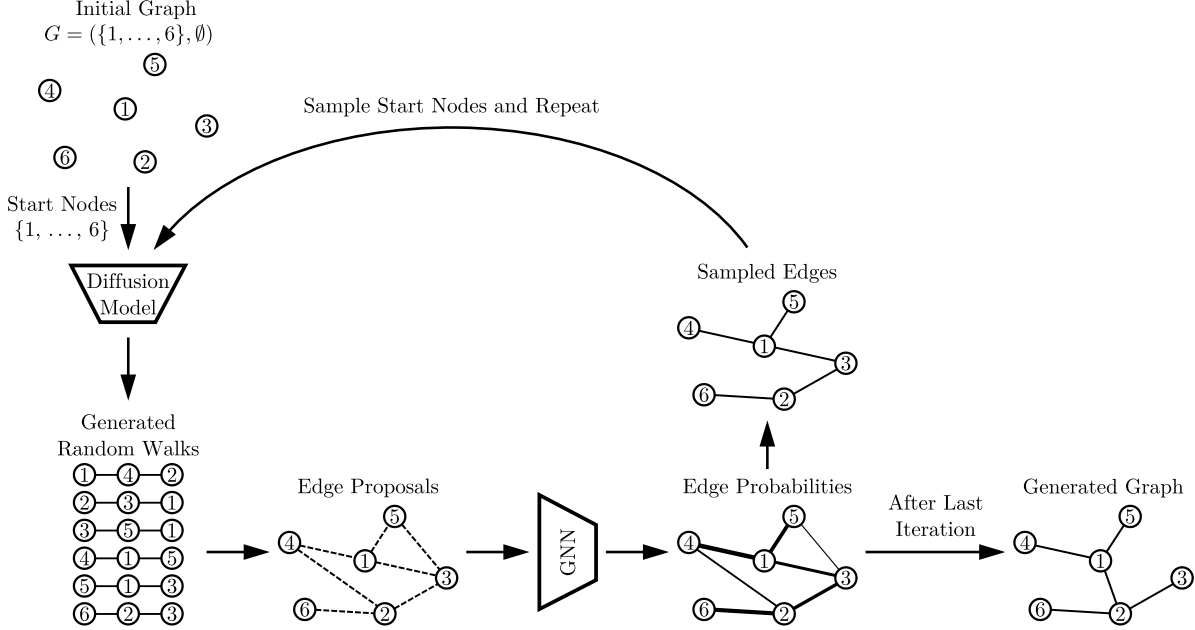 Initial Graph
G = ({1, . . . , 6}, ∅)
5
4
1
3
6
2
Sample Start Nodes and Repeat
Start Nodes
{1, . . . , 6}
Diffusion
Model
Sampled Edges
5
4
1
3
6
2
Generated
Random Walks
1 4 2
2 3 1
3 5 1
4 1 5
5 1 3
6 2 3
Edge Proposals
5
4
1
3
6
2
GNN
Edge Probabilities
5
4
1
3
6
2
After Last
Iteration
Generated Graph
5
4
1
3
6
2